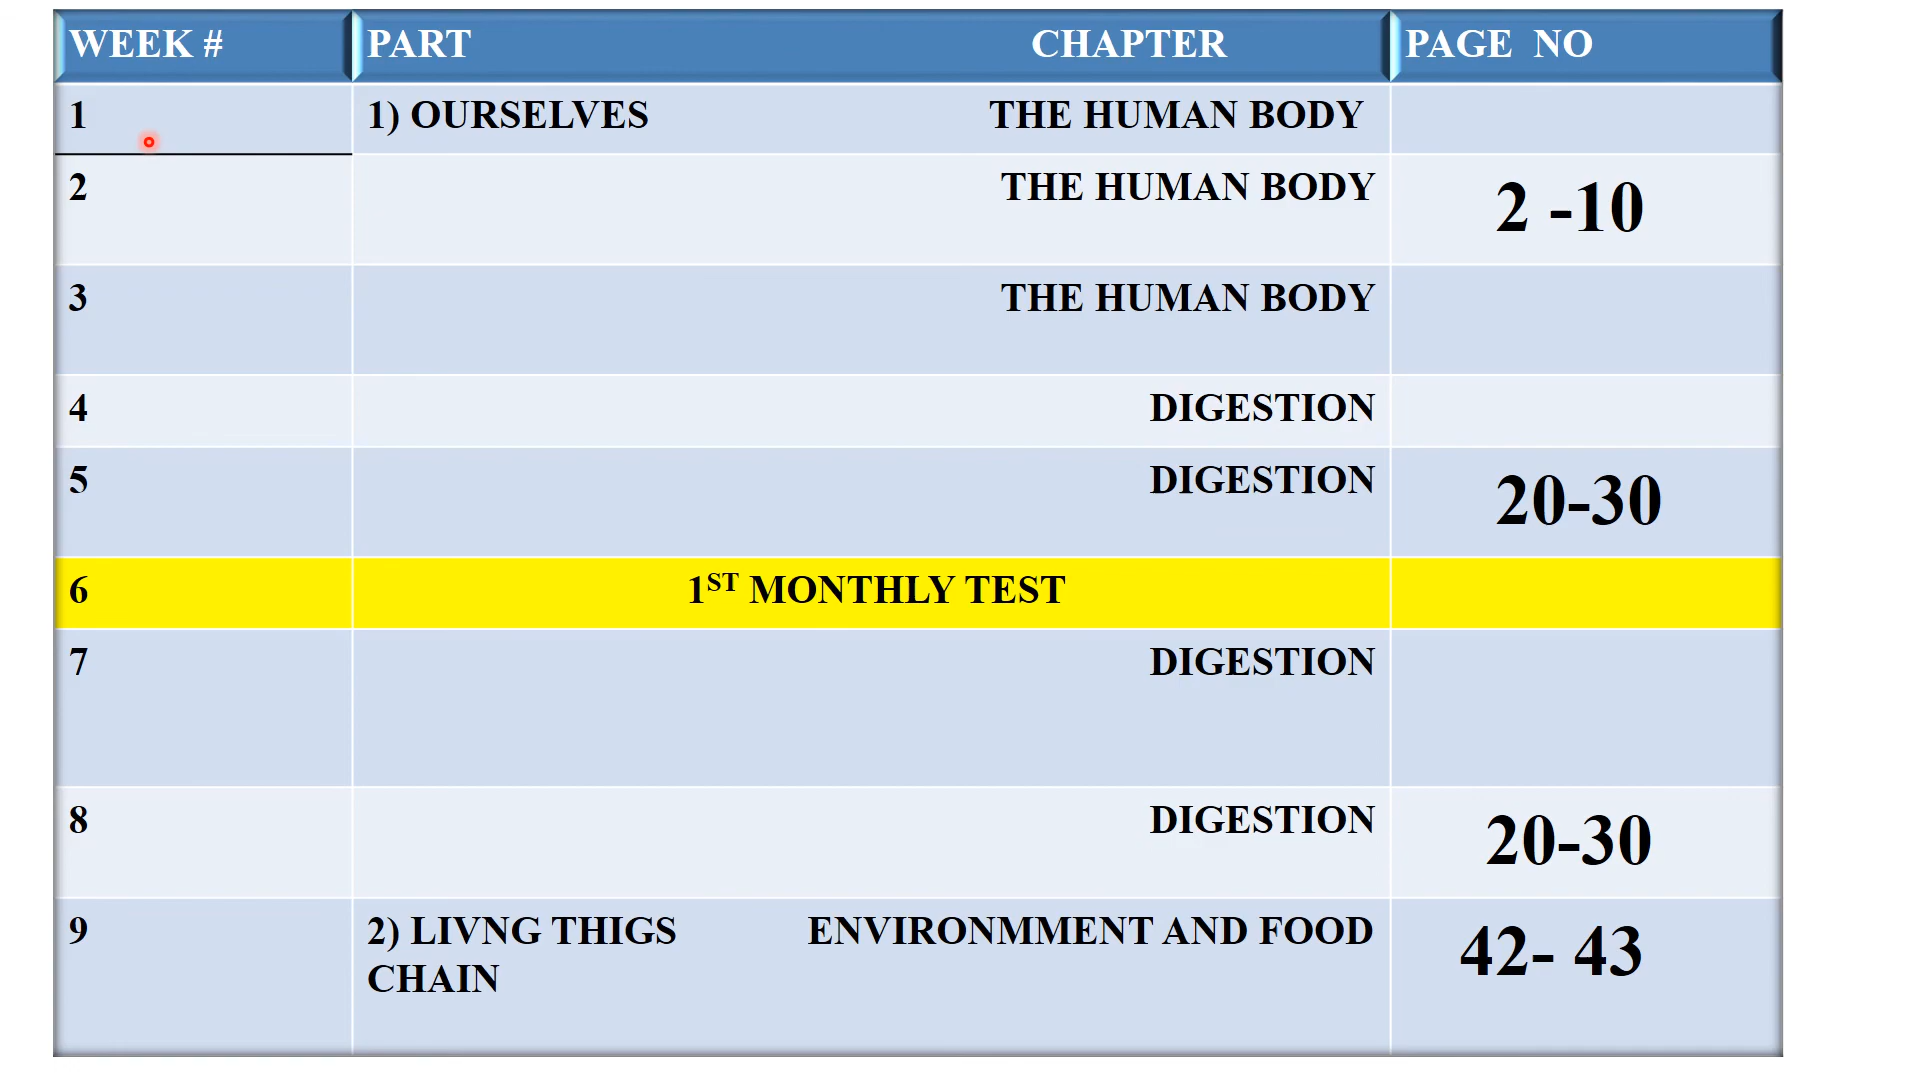 WEEK # PART CHAPTER PAGE NO
1 1) OURSELVES THE HUMAN BODY
2 THE HUMAN BODY 2 -10
3 THE HUMAN BODY
4 DIGESTION
5 DIGESTION 20-30
6 1ST MONTHLY TEST
7 DIGESTION
8 DIGESTION 20-30
9 2) LIVNG THIGS ENVIRONMMENT AND FOOD 42- 43
CHAIN